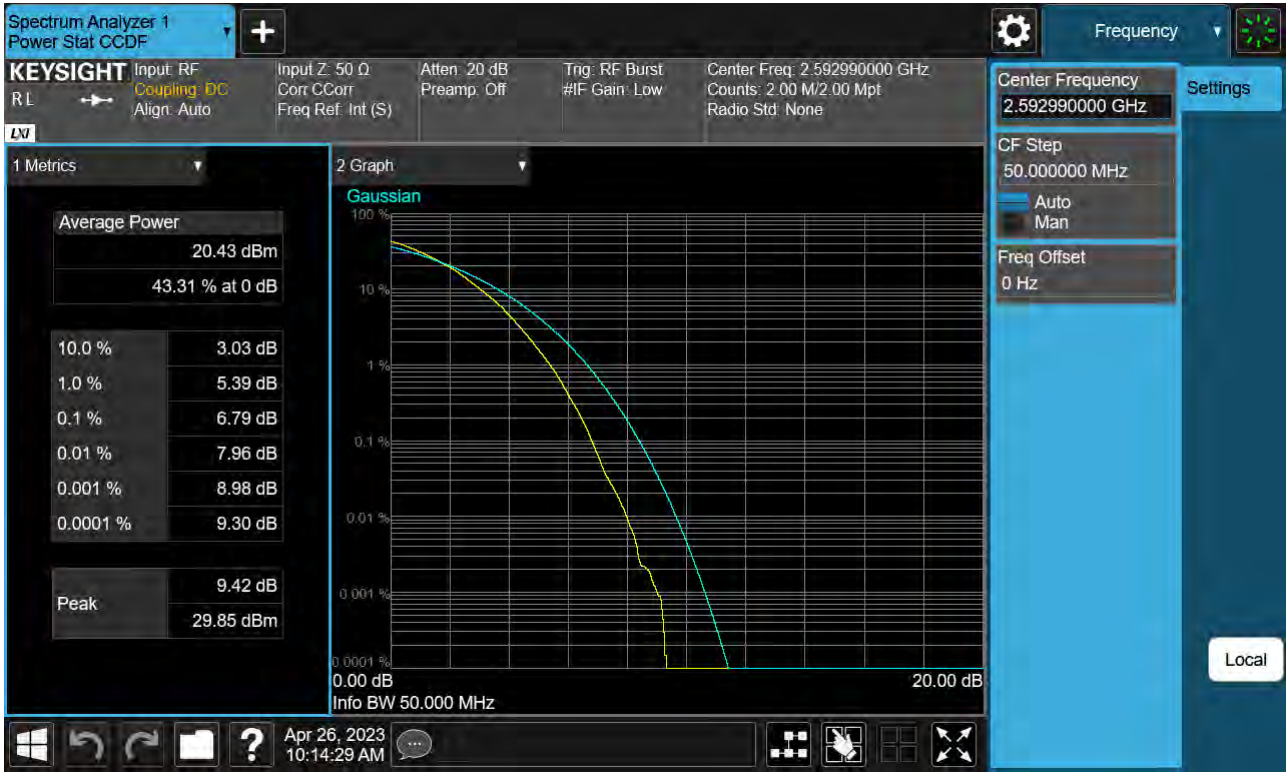 Spectrum Analyzer 1
Power Stat CCDF
+
Frequency
KEYSIGHT
R L
LXI
Input: RF
Coupling: DC
Align: Auto
Input Z: 50 Ω
Corr CCorr
Freq Ref: Int (S)
Atten: 20 dB
Preamp: Off
Trig: RF Burst
#IF Gain: Low
Center Freq: 2.592990000 GHz
Counts: 2.00 M/2.00 Mpt
Radio Std: None
Center Frequency
2.592990000 GHz
Settings
CF Step
50.000000 MHz
Auto
Man
Freq Offset
0 Hz
Local
1 Metrics
Average Power
20.43 dBm
43.31 % at 0 dB
10.0 % 3.03 dB
1.0 % 5.39 dB
0.1 % 6.79 dB
0.01 % 7.96 dB
0.001 % 8.98 dB
0.0001 % 9.30 dB
Peak
9.42 dB
29.85 dBm
2 Graph
Gaussian
100 %
10 %
1 %
0.1 %
0.01 %
0.001 %
0.0001 %
0.00 dB 20.00 dB
Info BW 50.000 MHz
?
Apr 26, 2023
10:14:29 AM